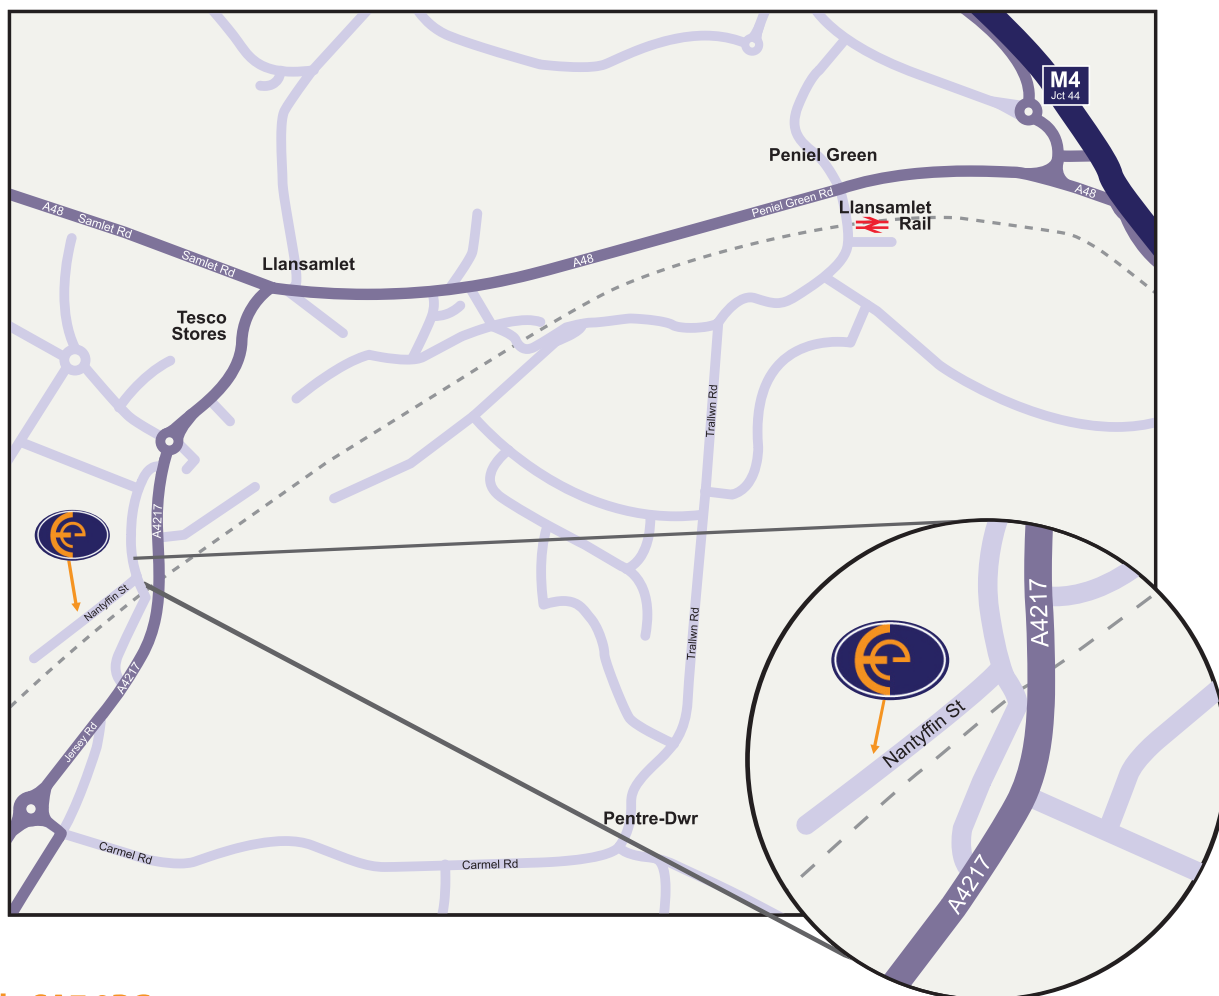 M4
Jct 44
Peniel Green
A48
Peniel Green Rd
Llansamlet
Rail
A48
Samlet Rd
Samlet Rd
Llansamlet
A48
Tesco
Stores
Trallwn Rd
A4217
Nantyffin St
A4217
Trallwn Rd
Jersey Rd
Pentre-Dwr
Carmel Rd
Carmel Rd
A4217
Nantyffin St
A4217